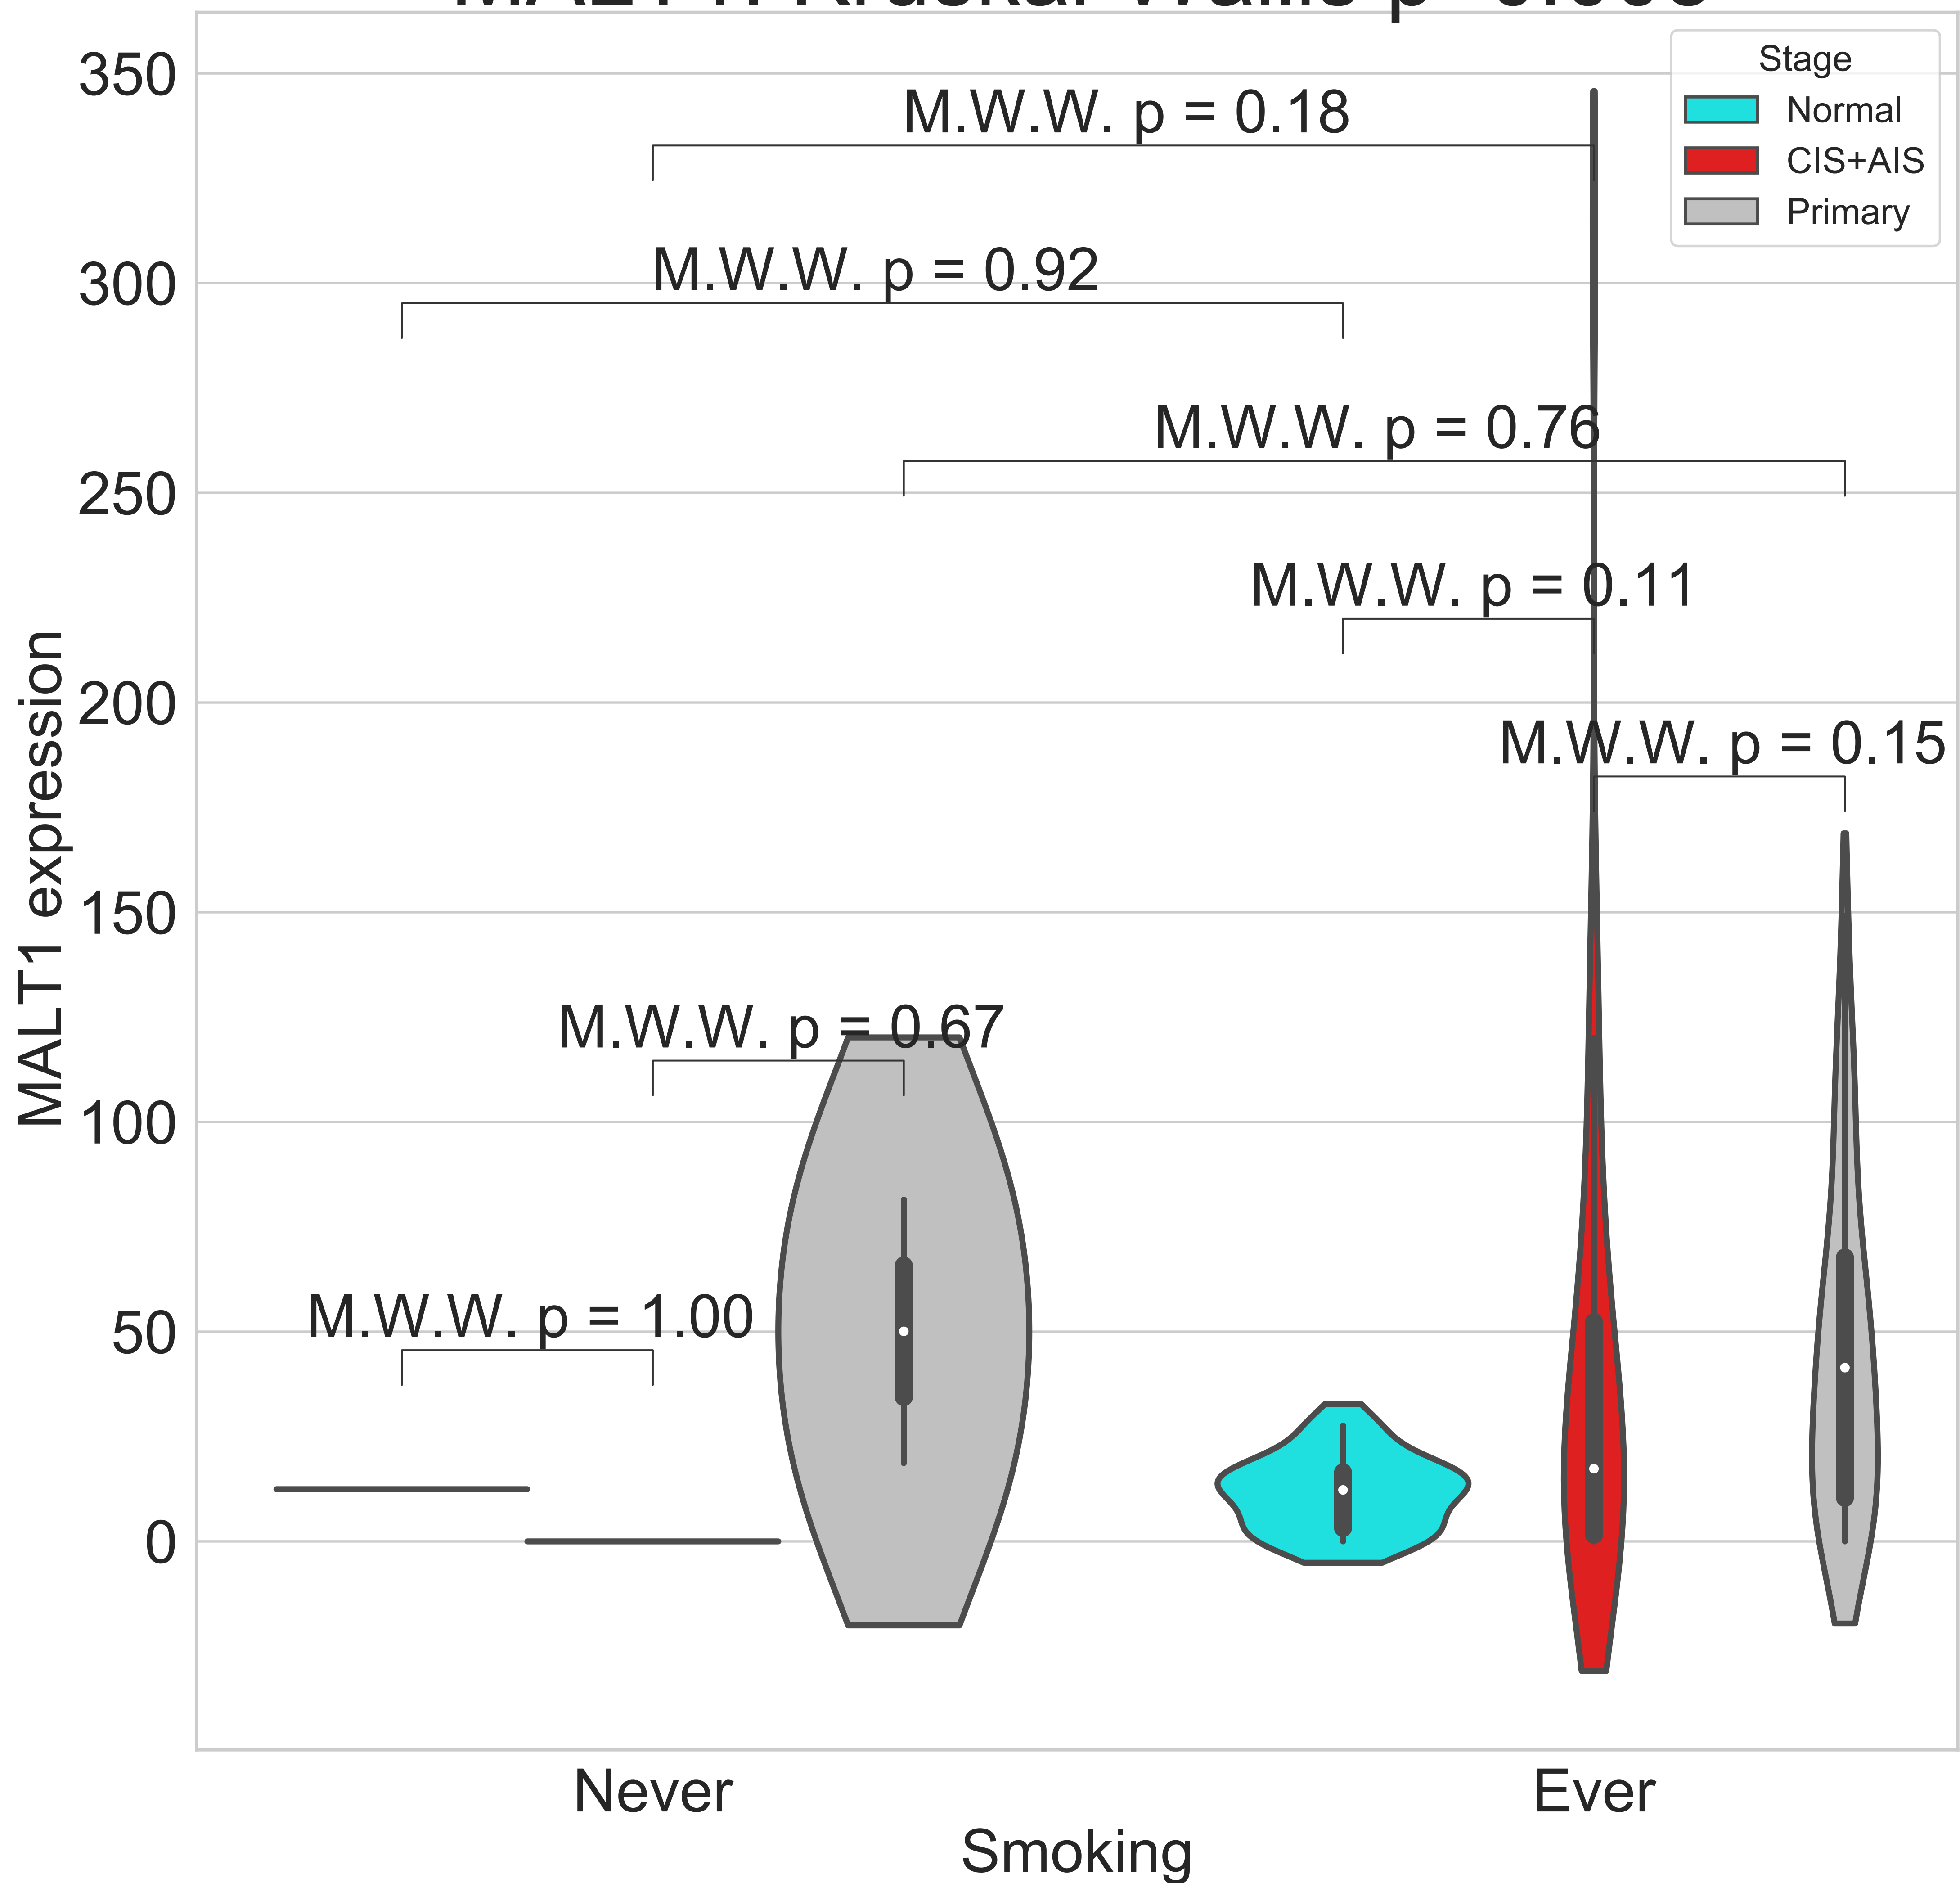 350
300
250
200
150
100
50
0
MALT1 expression
Stage
Normal
CIS+AIS
Primary
M.W.W. p = 0.18
M.W.W. p = 0.92
M.W.W. p = 0.76
M.W.W. p = 0.11
M.W.W. p = 0.15
M.W.W. p = 0.67
M.W.W. p = 1.00
Never
Ever
Smoking